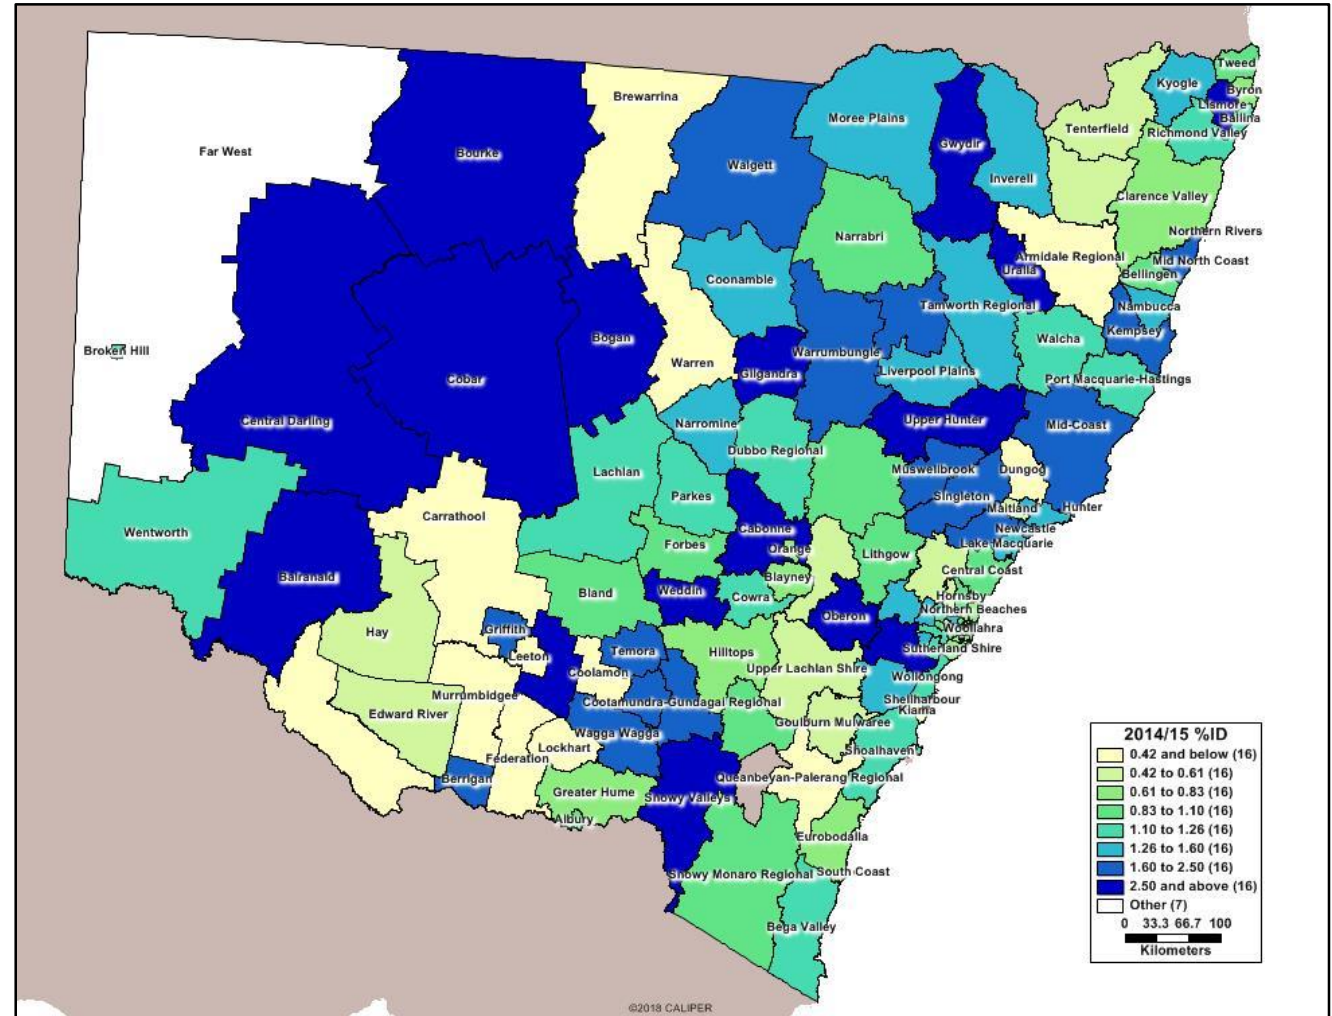 Tweed
Kyogle
Byron
Lismore
Ballina
Brewarrina
Moree Plains
Tenterfield
Richmond Valley
Far West
Bourke
Walgett
Gwydir
Inverell
Clarence Valley
Narrabri
Northern Rivers
Armidale Regional
Mid North Coast
Uralla
Bellingen
Coonamble
Tamworth Regional
Nambucca
Kempsey
Broken Hill
Bogan
Walcha
Warrumbungle
Warren
Gilgandra
Liverpool Plains
Port Macquarie-Hastings
Cobar
Central Darling
Narromine
Upper Hunter
Mid-Coast
Dubbo Regional
Lachlan
Muswellbrook
Dungog
Parkes
Singleton
Maitland
Hunter
Carrathool
Wentworth
Cabonne
Newcastle
Forbes
Orange
Lithgow
Lake Macquarie
Central Coast
Balranald
Blayney
Bland
Weddin
Cowra
Hornsby
Northern Beaches
Oberon
Woollahra
Hay
Griffith
Temora
Hilltops
Sutherland Shire
Leeton
Coolamon
Upper Lachlan Shire
Wollongong
Murrumbidgee
Cootamundra-Gundagai Regional
Shellharbour
Kiama
Edward River
Goulburn Mulwaree
Wagga Wagga
Lockhart
Shoalhaven
Federation
Berrigan
Queanbeyan-Palerang Regional
Greater Hume
Snowy Valleys
Albury
Eurobodalla
Snowy Monaro Regional
South Coast
Bega Valley
2014/15 %ID
0.42 and below (16)
0.42 to 0.61 (16)
0.61 to 0.83 (16)
0.83 to 1.10 (16)
1.10 to 1.26 (16)
1.26 to 1.60 (16)
1.60 to 2.50 (16)
2.50 and above (16)
Other (7)
0 33.3 66.7 100
Kilometers
©2018 CALIPER